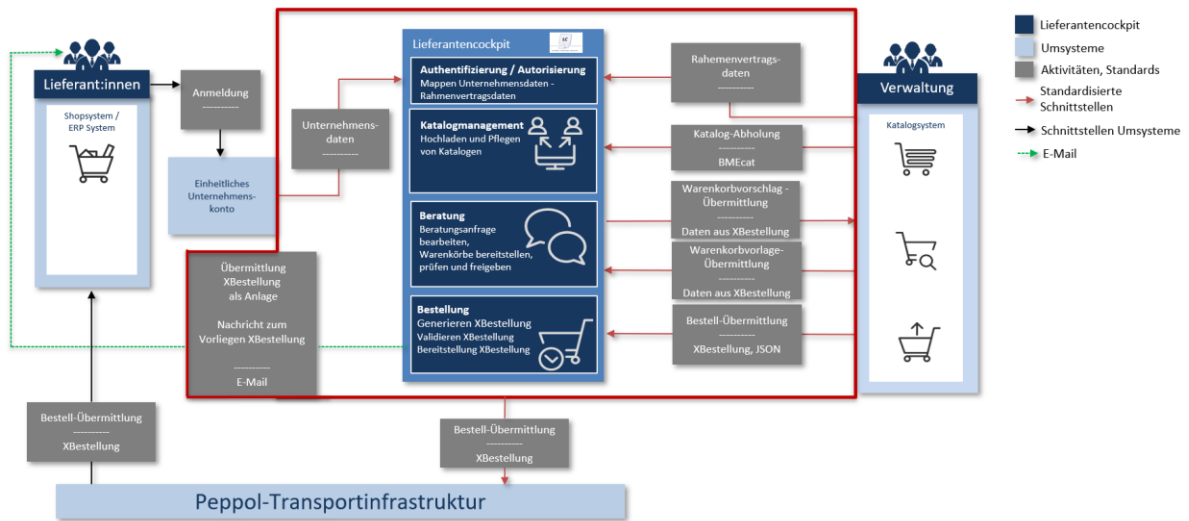 Lieferant:innen
Shopsystem /
ERP System
Anmeldung
-----------
Einheitliches
Unternehmens-
konto
Unternehmens-
daten
-----------
Übermittlung
XBestellung
als Anlage
Nachricht zum
Vorliegen XBestellung
-----------
E-Mail
Bestell-Übermittlung
-----------
XBestellung
Lieferantencockpit
Authentifizierung / Autorisierung
Mappen Unternehmensdaten -
Rahmenvertragsdaten
Katalogmanagement
Hochladen und Pflegen
von Katalogen
Beratung
Beratungsanfrage
bearbeiten,
Warenkörbe bereitstellen,
prüfen und freigeben
Bestellung
Generieren XBestellung
Validieren XBestellung
Bereitstellung XBestellung
Rahemenvertrags-
daten
-----------
Katalog-Abholung
-----------
BMEcat
Warenkorbvorschlag -
Übermittlung
-----------
Daten aus XBestellung
Warenkorbvorlage-
Übermittlung
-----------
Daten aus XBestellung
Bestell-Übermittlung
-----------
XBestellung, JSON
Bestell-Übermittlung
-----------
XBestellung
Verwaltung
Katalogsystem
Peppol-Transportinfrastruktur
Lieferantencockpit
Umsysteme
Aktivitäten, Standards
Standardisierte
Schnittstellen
Schnittstellen Umsysteme
E-Mail